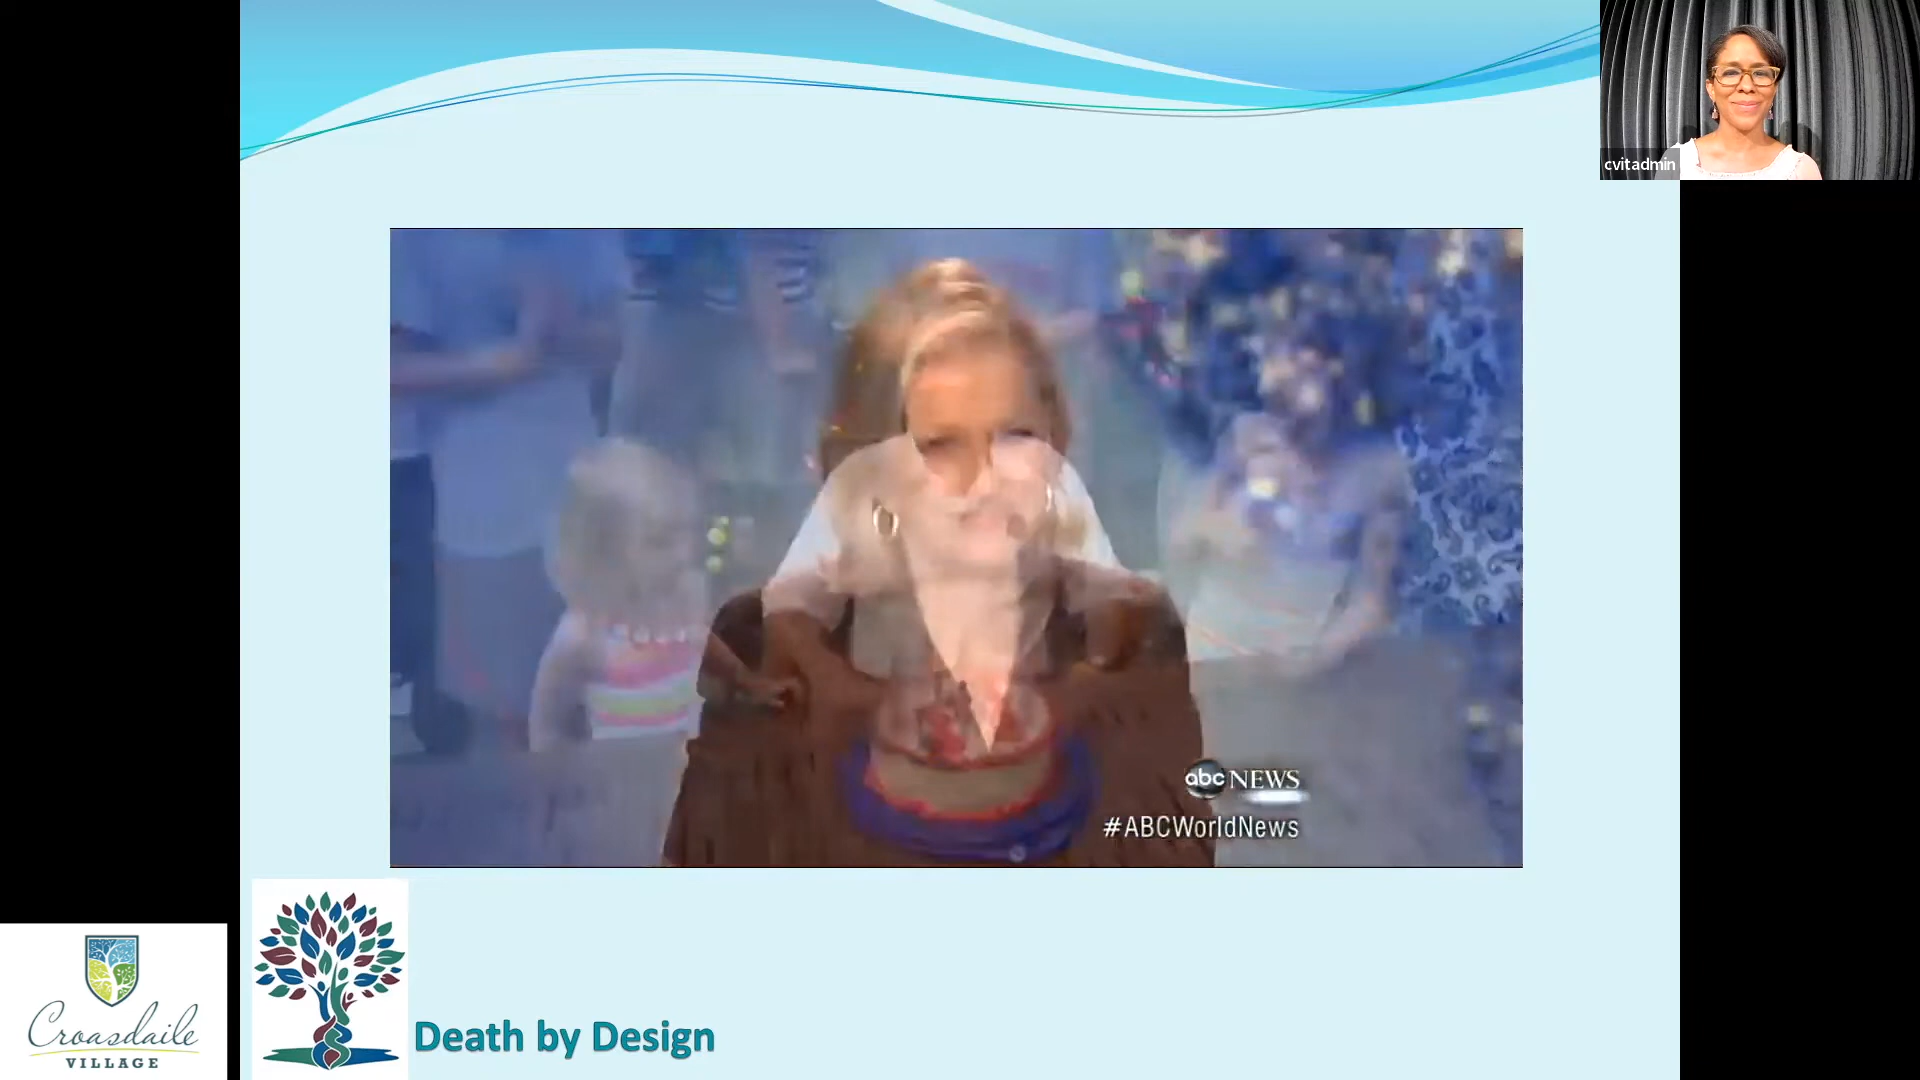 cvitadmin
abc NEWS
#ABCWorldNews
Croasdaile
VILLAGE
Death by Design